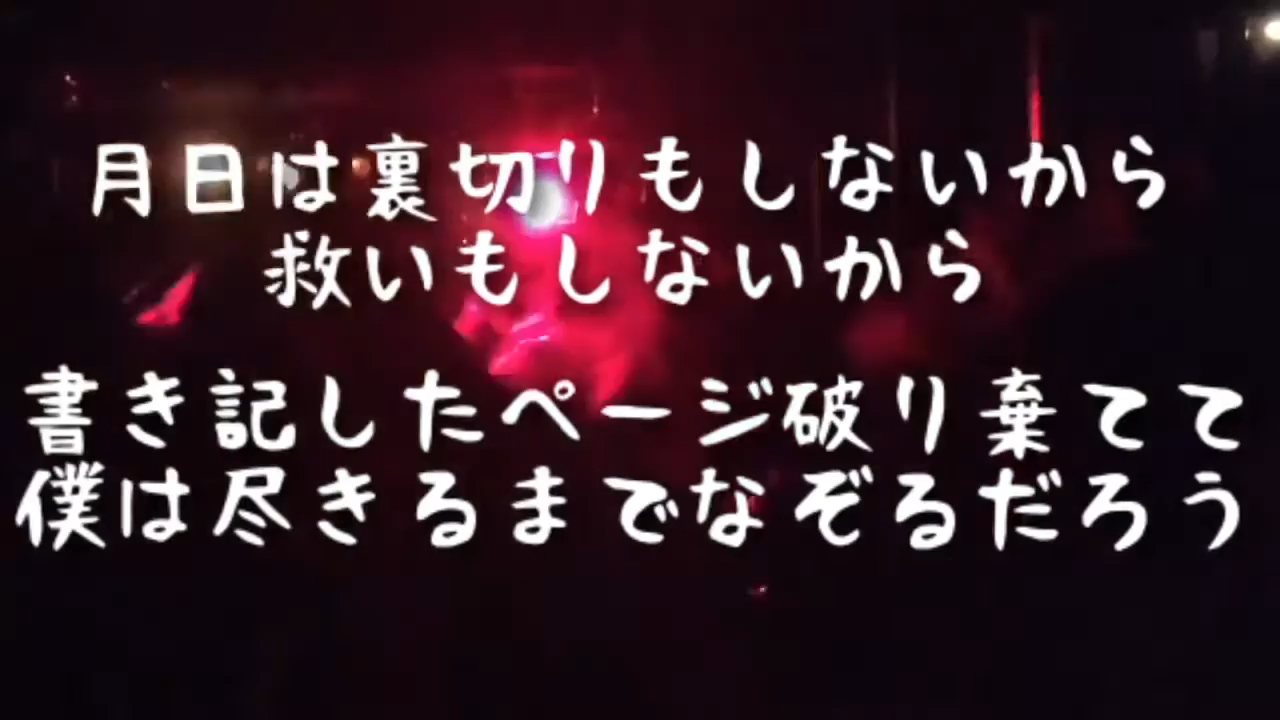 月日は裏切りもしないから
救いもしないから
書き記したページ破り棄てて
僕は尽きるまでなぞるだろう